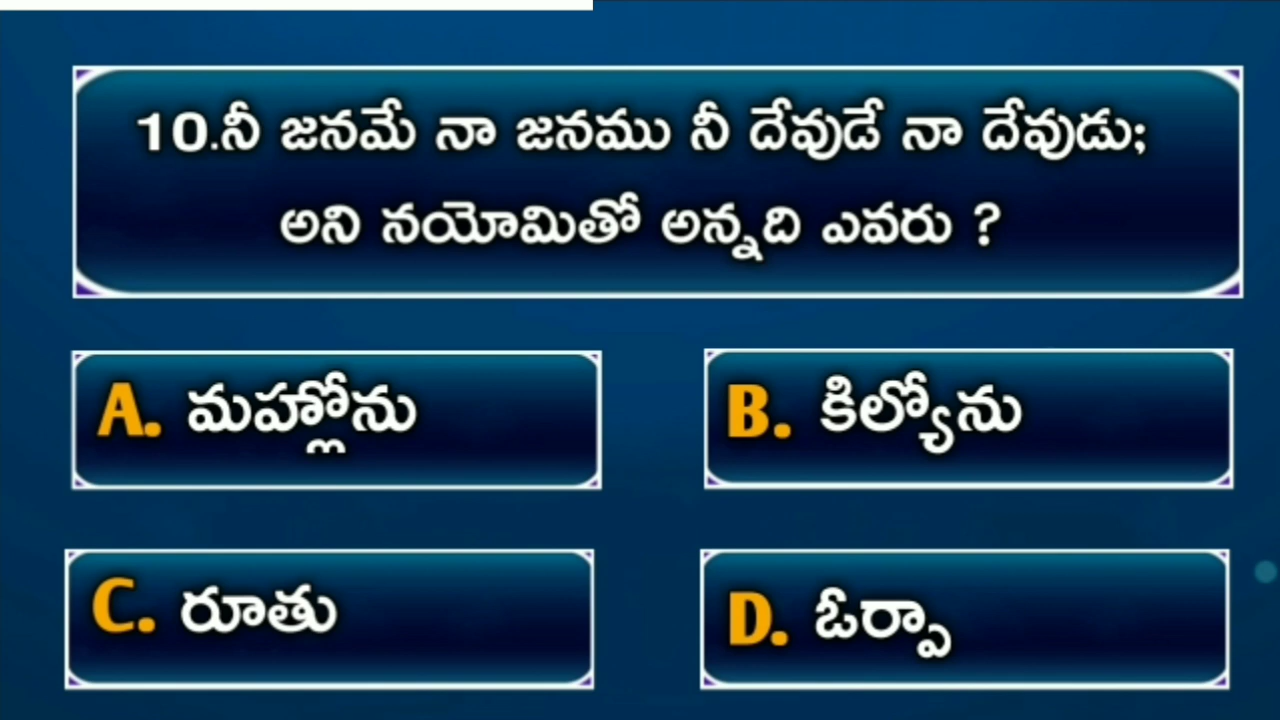 10.నీ జనమే నా జనము నీ దేవుడే నా దేవుడు;
అని నయోమితో అన్నది ఎవరు ?
A. మహ్లోను
B. కిల్యోను
C. రూతు
D. ఓర్పా